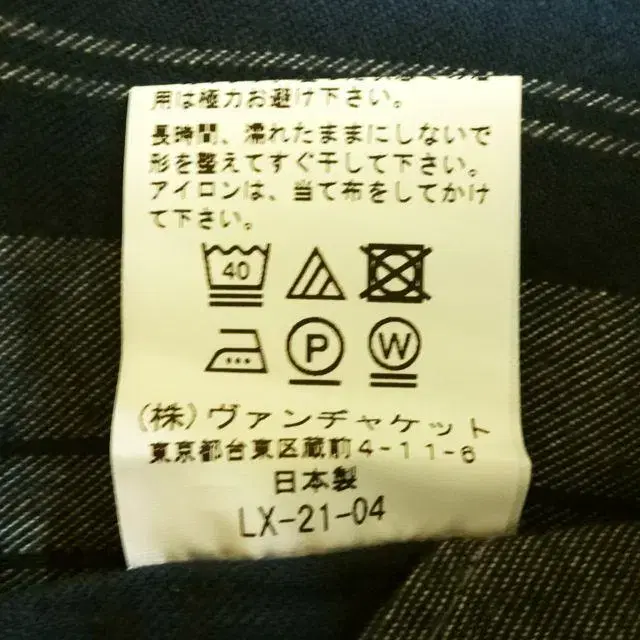 用は極力お避け下さい。
長時間、濡れたままにしないで
形を整えてすぐ干して下さい。
アイロンは、当て布をしてかけ
て下さい。
40
P W
(株)ヴァンヂャケット
東京都台東区蔵前4-11-6
日本製
LX-21-04